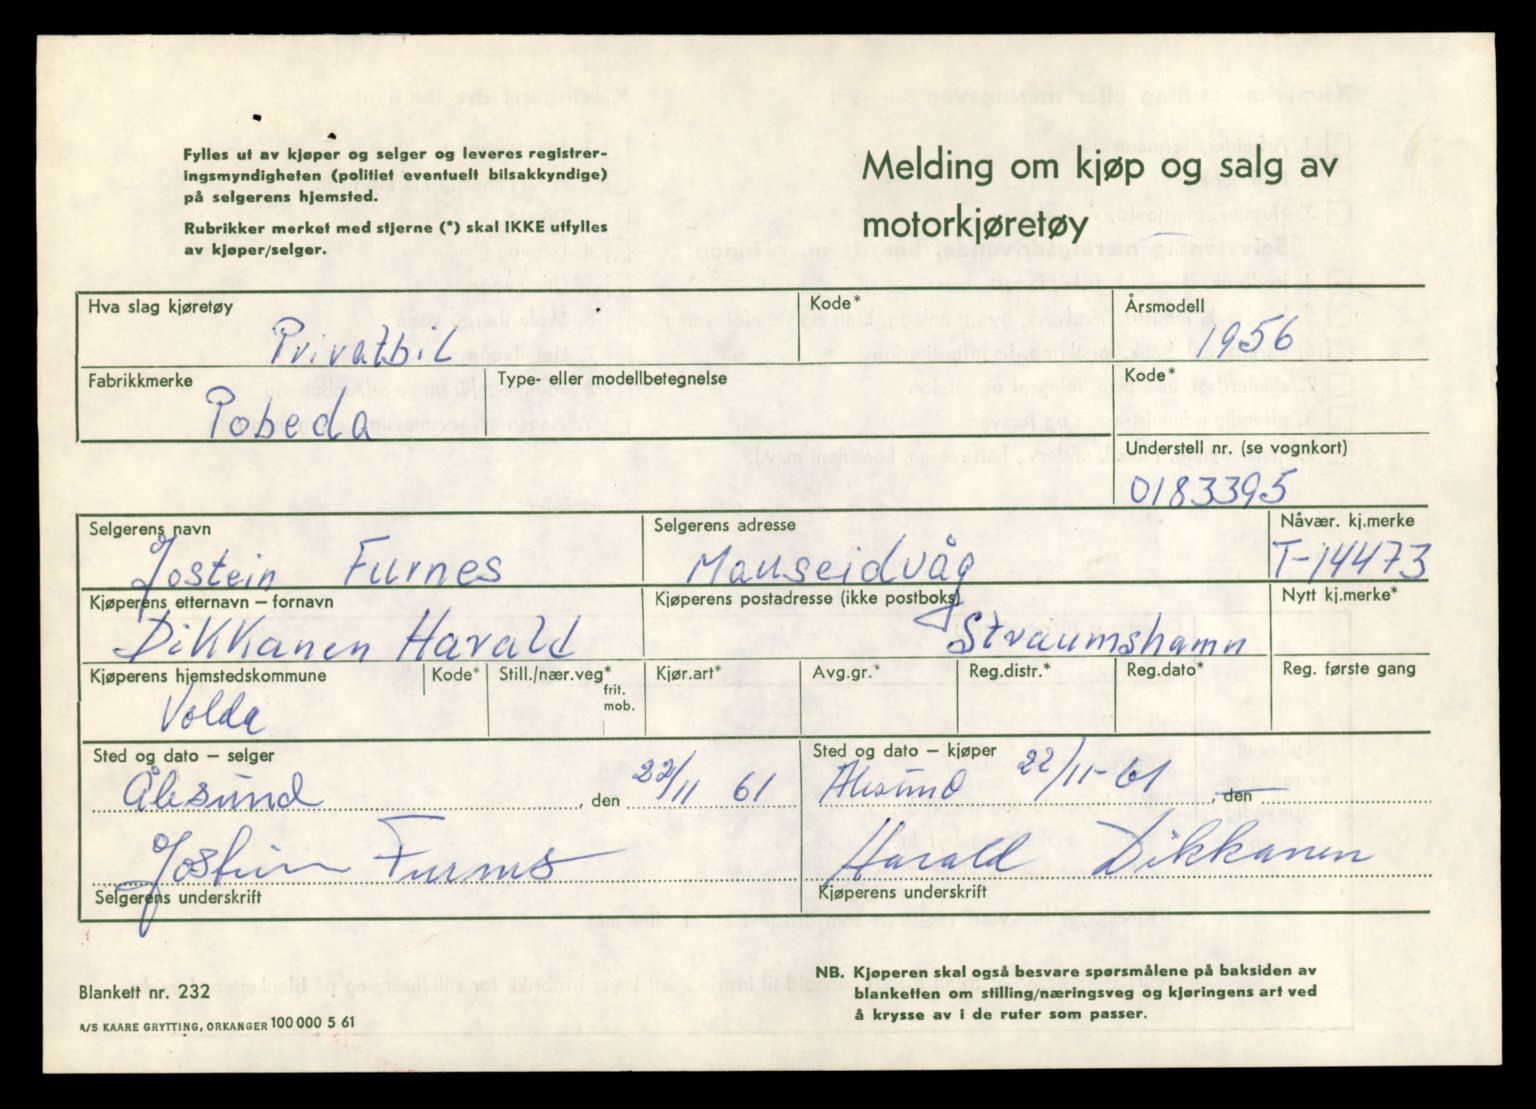 Fylles ut av kjøper og selger og leveres registrer-
ingsmyndigheten (politiet eventuelt bilsakkyndige)
på selgerens hjemsted.
Rubrikker merket med stjerne (*) skal IKKE utfylles
av kjøper/selger.
Melding om kjøp og salg av
motorkjøretøy
Hva slag kjøretøy
Privatbil
Kode*
Årsmodell
1956
Fabrikkmerke
Pobeda
Type- eller modellbetegnelse
Kode*
Understell nr. (se vognkort)
0183395
Selgerens navn
Jostein Furnes
Selgerens adresse
Mauseidvåg
Nåvær. kj.merke
T-14473
Kjøperens etternavn – fornavn
Dikkanen Harald
Kjøperens postadresse (ikke postboks)
Straumshamn
Nytt kj.merke*
Kjøperens hjemstedskommune
Volda
Kode*
Still./nær.veg*
frit.
mob.
Kjør.art*
Avg.gr.*
Reg.distr.*
Reg.dato*
Reg. første gang
Sted og dato – selger
Ålesund , den 22/11 61
Sted og dato – kjøper
Ålesund 22/11-61 , den
Jostein Furnes
Selgerens underskrift
Harald Dikkanen
Kjøperens underskrift
NB. Kjøperen skal også besvare spørsmålene på baksiden av
blanketten om stilling/næringsveg og kjøringens art ved
å krysse av i de ruter som passer.
Blankett nr. 232
A/S KAARE GRYTTING, ORKANGER 100 000 5 61